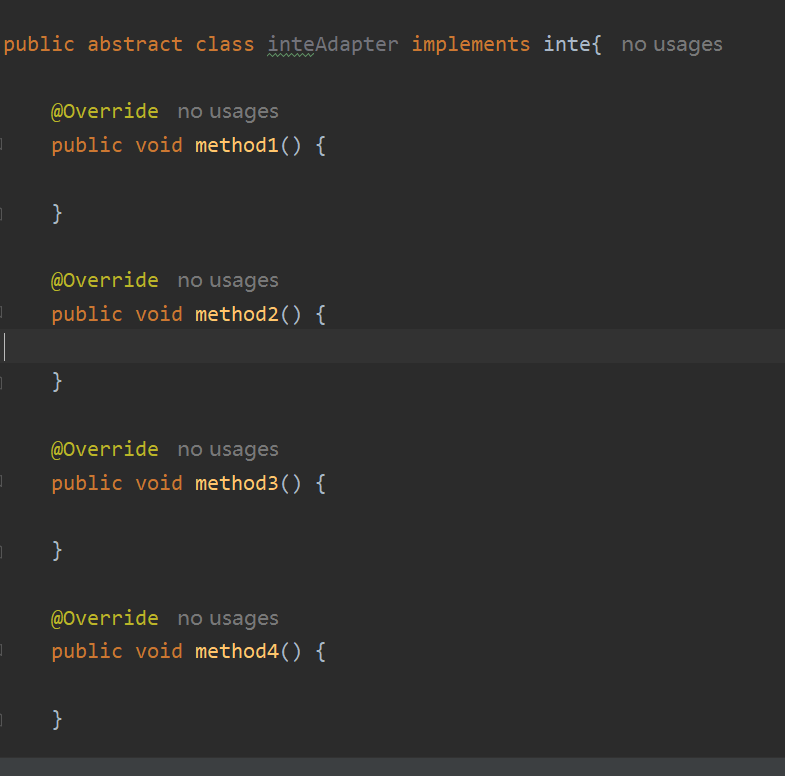 public abstract class inteAdapter implements inte{ no usages
@Override no usages
public void method1() {
}
@Override no usages
public void method2() {
}
@Override no usages
public void method3() {
}
@Override no usages
public void method4() {
}